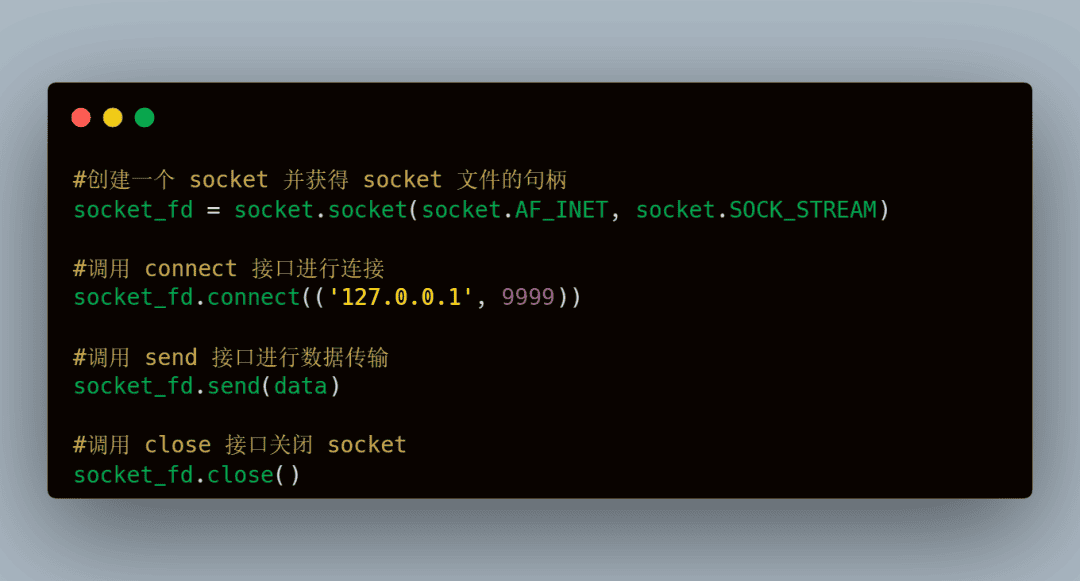 #创建一个 socket 并获得 socket 文件的句柄
socket_fd = socket.socket(socket.AF_INET, socket.SOCK_STREAM)
#调用 connect 接口进行连接
socket_fd.connect(('127.0.0.1', 9999))
#调用 send 接口进行数据传输
socket_fd.send(data)
#调用 close 接口关闭 socket
socket_fd.close()